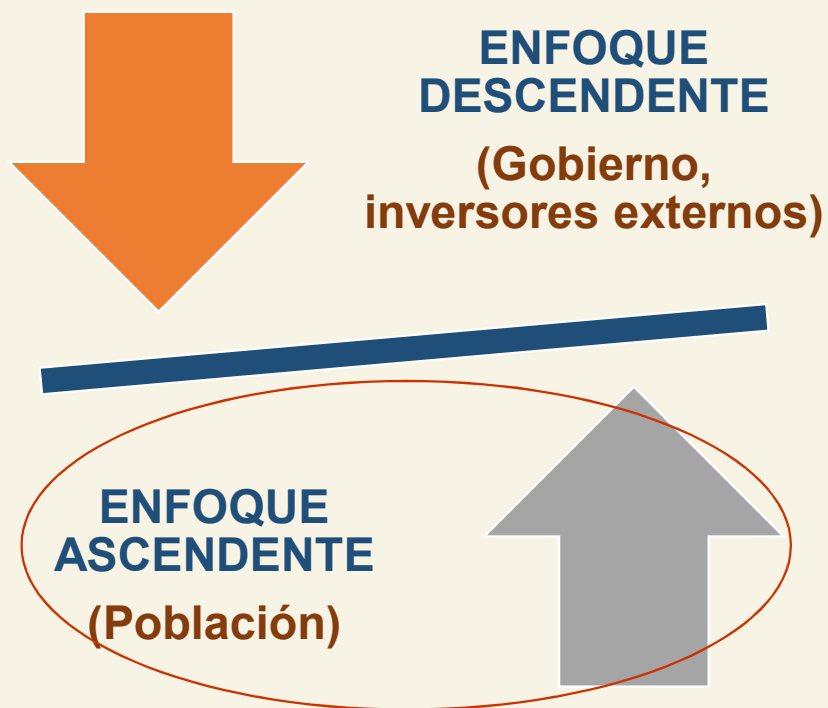 ENFOQUE
DESCENDENTE
(Gobierno,
inversores externos)
ENFOQUE
ASCENDENTE
(Población)